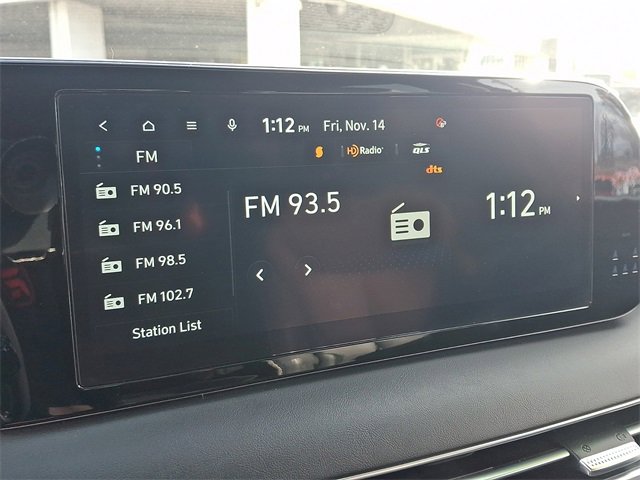 1:12 PM Fri, Nov. 14
FM
HD Radio
QLS
dts
FM 90.5
FM 96.1
FM 98.5
FM 102.7
Station List
FM 93.5
1:12 PM